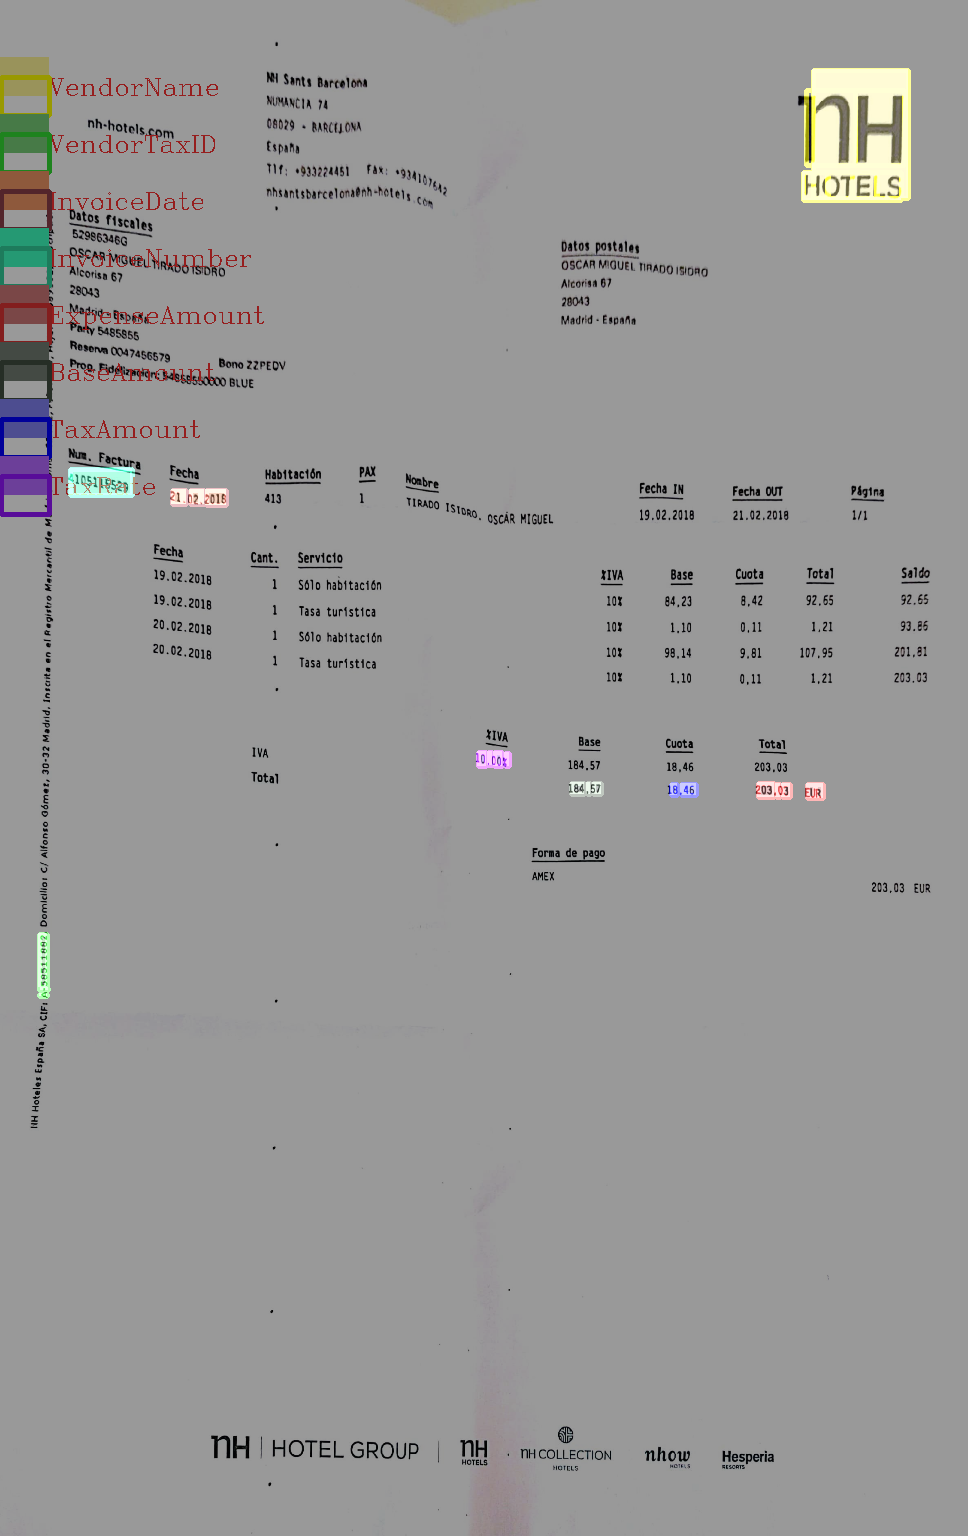 VendorName
VendorTaxID
InvoiceDate
InvoiceNumber
ExpenseAmount
BaseAmount
TaxAmount
TaxRate
nh-hotels.com
NH Sants Barcelona
NUMANCIA 74
08029 - BARCELONA
España
Tlf: +933224451 Fax: +934107642
nhsantsbarcelona@nh-hotels.com
nH
HOTELS
Datos fiscales
52986346G
OSCAR MIGUEL TIRADO ISIDRO
Alcorisa 67
28043
Madrid - España
Party 5485855
Reserva 0047456579 Bono ZZPEDV
Prog. Fidelización: BLUE
Datos postales
OSCAR MIGUEL TIRADO ISIDRO
Alcorisa 67
28043
Madrid - España
Num. Factura Fecha Habitación PAX Nombre Fecha IN Fecha OUT Página
21.02.2018 413 1 TIRADO ISIDRO, OSCAR MIGUEL 19.02.2018 21.02.2018 1/1
Fecha Cant. Servicio %IVA Base Cuota Total Saldo
19.02.2018 1 Sólo habitación 10% 84,23 8,42 92,65 92,65
19.02.2018 1 Tasa turística 10% 1,10 0,11 1,21 93,86
20.02.2018 1 Sólo habitación 10% 98,14 9,81 107,95 201,81
20.02.2018 1 Tasa turística 10% 1,10 0,11 1,21 203,03
%IVA Base Cuota Total
IVA 10,00% 184,57 18,46 203,03
Total 184,57 18,46 203,03 EUR
Forma de pago
AMEX 203,03 EUR
NH Hoteles España SA, CIF: A-58511882, Domicilio: C/ Alfonso Gómez, 30-32 Madrid. Inscrita en el Registro Mercantil de
nH | HOTEL GROUP | nH HOTELS nH COLLECTION HOTELS nhow HOTELS Hesperia RESORTS